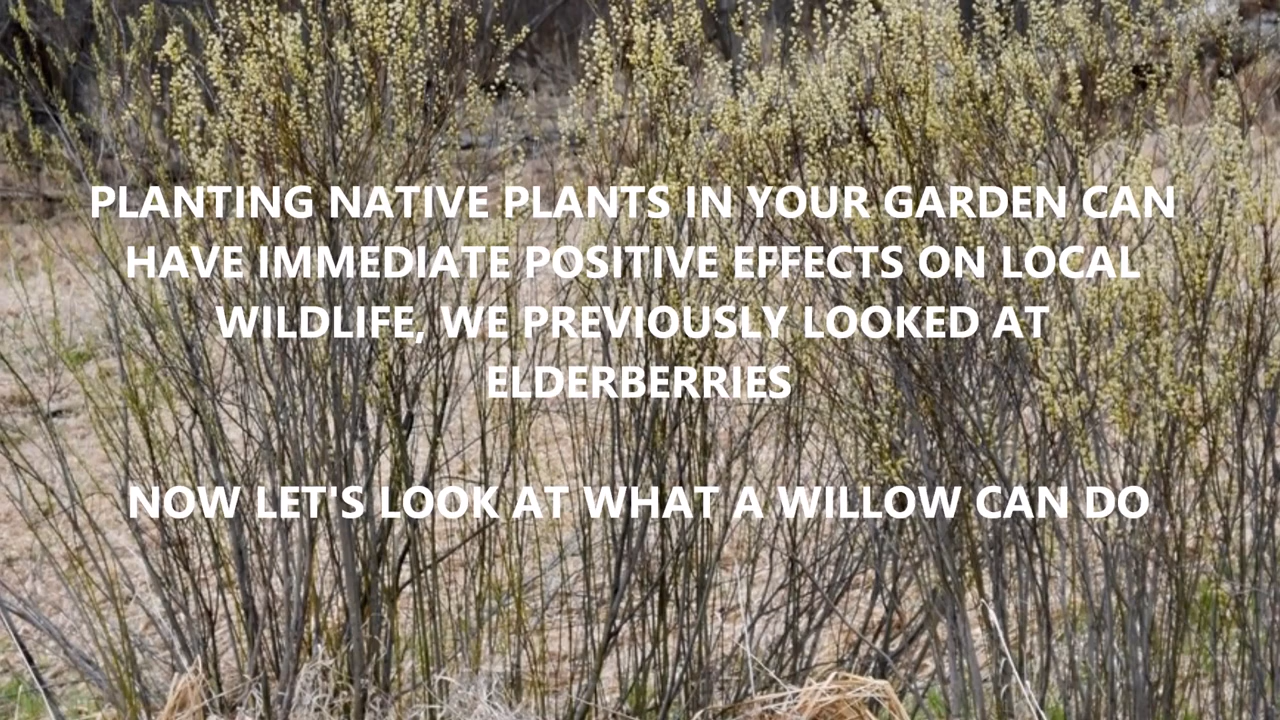 PLANTING NATIVE PLANTS IN YOUR GARDEN CAN
HAVE IMMEDIATE POSITIVE EFFECTS ON LOCAL
WILDLIFE, WE PREVIOUSLY LOOKED AT
ELDERBERRIES
NOW LET'S LOOK AT WHAT A WILLOW CAN DO